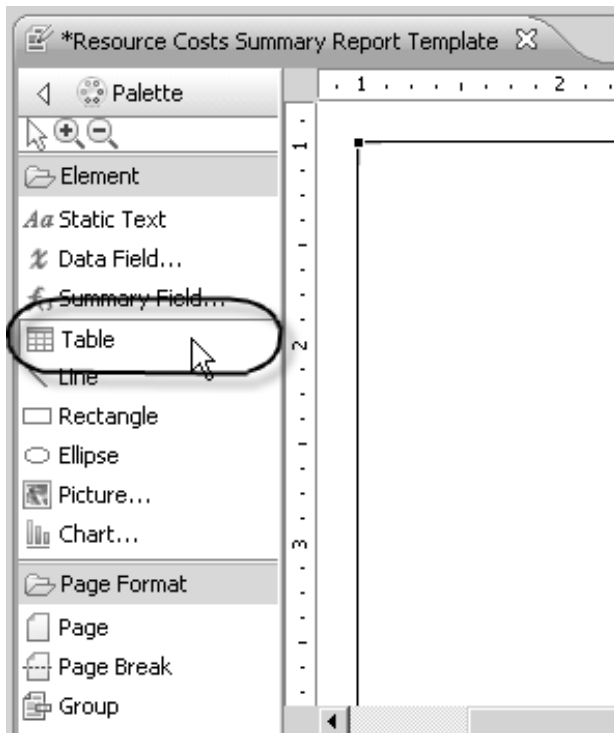 *Resource Costs Summary Report Template
Palette
1 2
Element
Aa Static Text
x Data Field...
Summary Field...
Table
Line
Rectangle
Ellipse
Picture...
Chart...
Page Format
Page
Page Break
Group
1
2
3